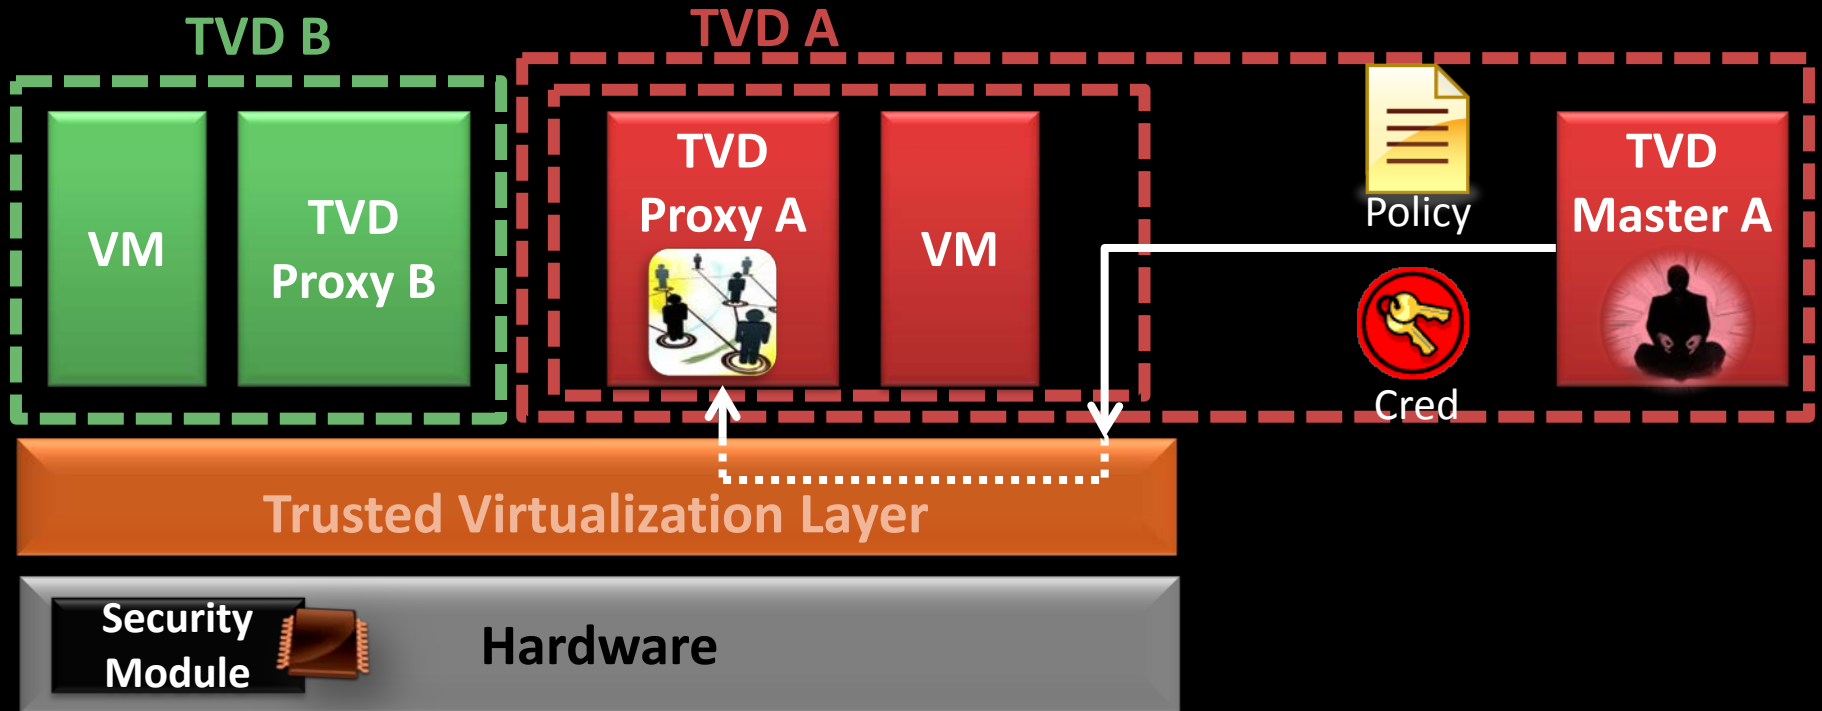 TVD B
TVD A
VM
TVD
Proxy B
TVD
Proxy A
VM
Policy
Cred
TVD
Master A
Trusted Virtualization Layer
Security
Module
Hardware